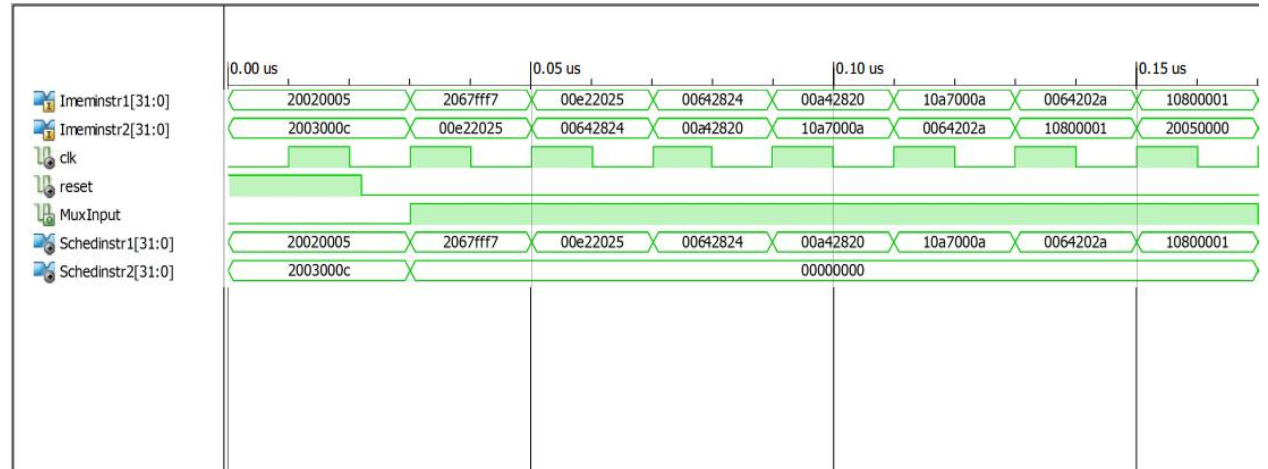 0.00 us 0.05 us 0.10 us 0.15 us
Imeminstr1[31:0] 20020005 2067fff7 00e22025 00642824 00a42820 10a7000a 0064202a 10800001
Imeminstr2[31:0] 2003000c 00e22025 00642824 00a42820 10a7000a 0064202a 10800001 20050000
clk
reset
MuxInput
Schedinstr1[31:0] 20020005 2067fff7 00e22025 00642824 00a42820 10a7000a 0064202a 10800001
Schedinstr2[31:0] 2003000c 00000000